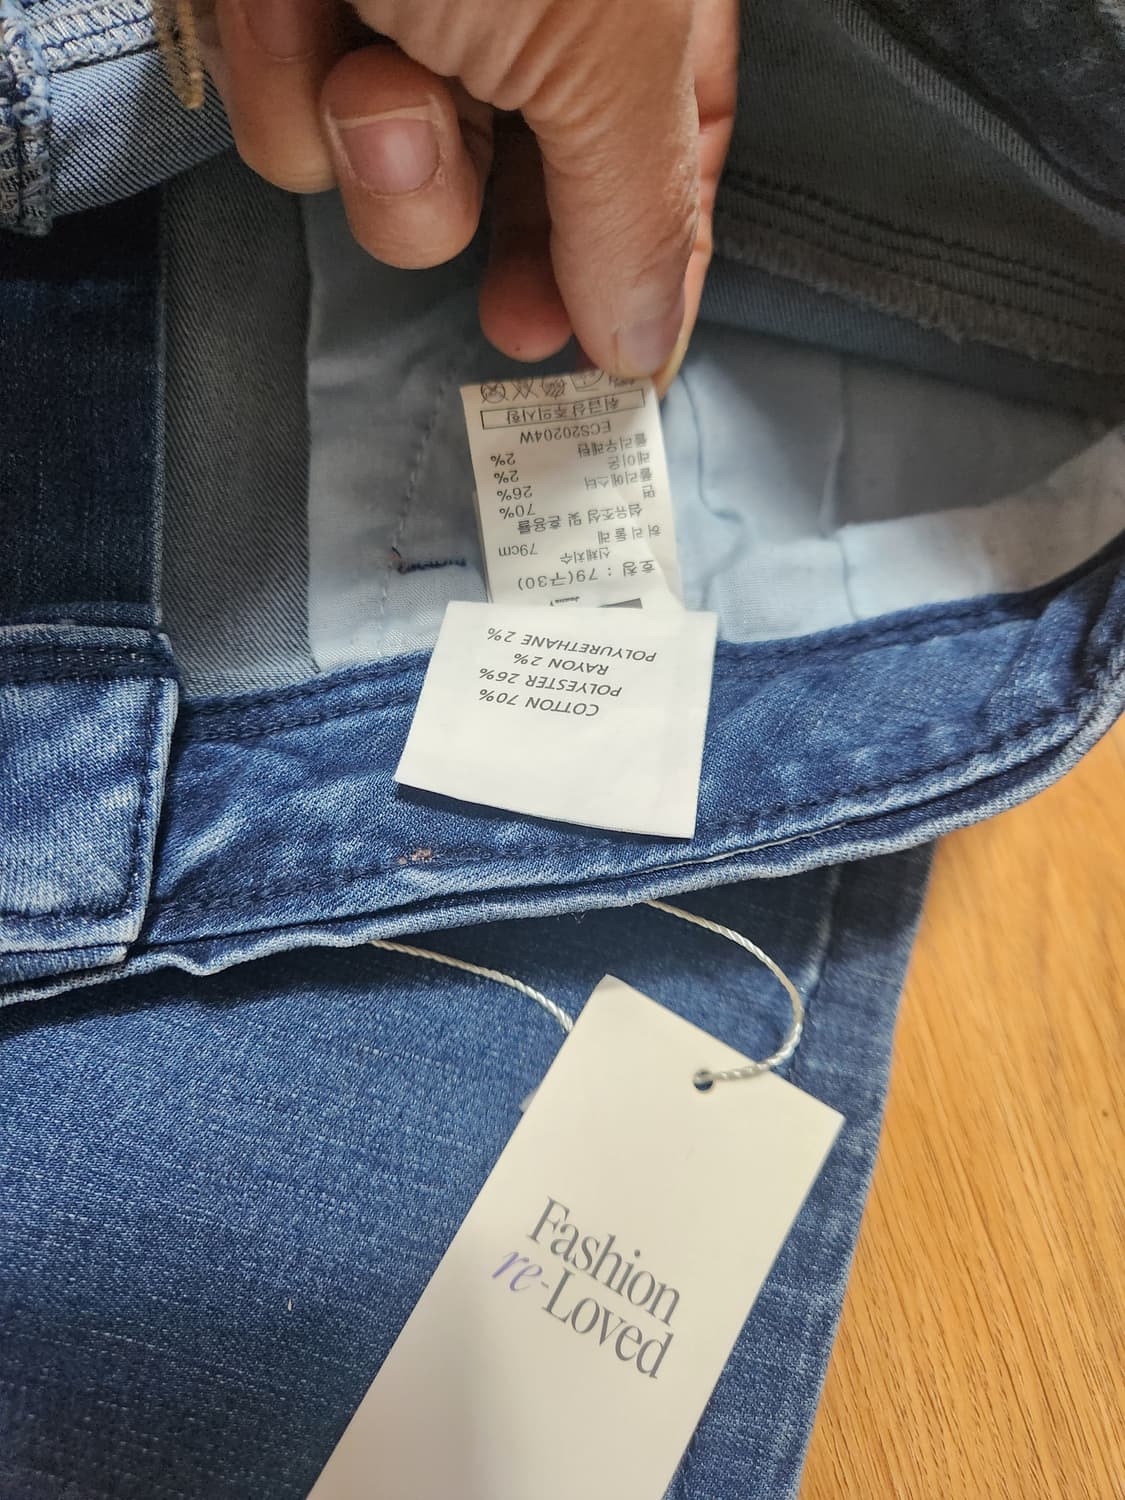 호칭 : 79(구30)
신체치수
허리둘레 79cm
섬유조성 및 혼용률
면 70%
폴리에스터 26%
레이온 2%
폴리우레탄 2%
ECS20204W
취급상주의사항
COTTON 70%
POLYESTER 26%
RAYON 2%
POLYURETHANE 2%
Fashion
re-Loved